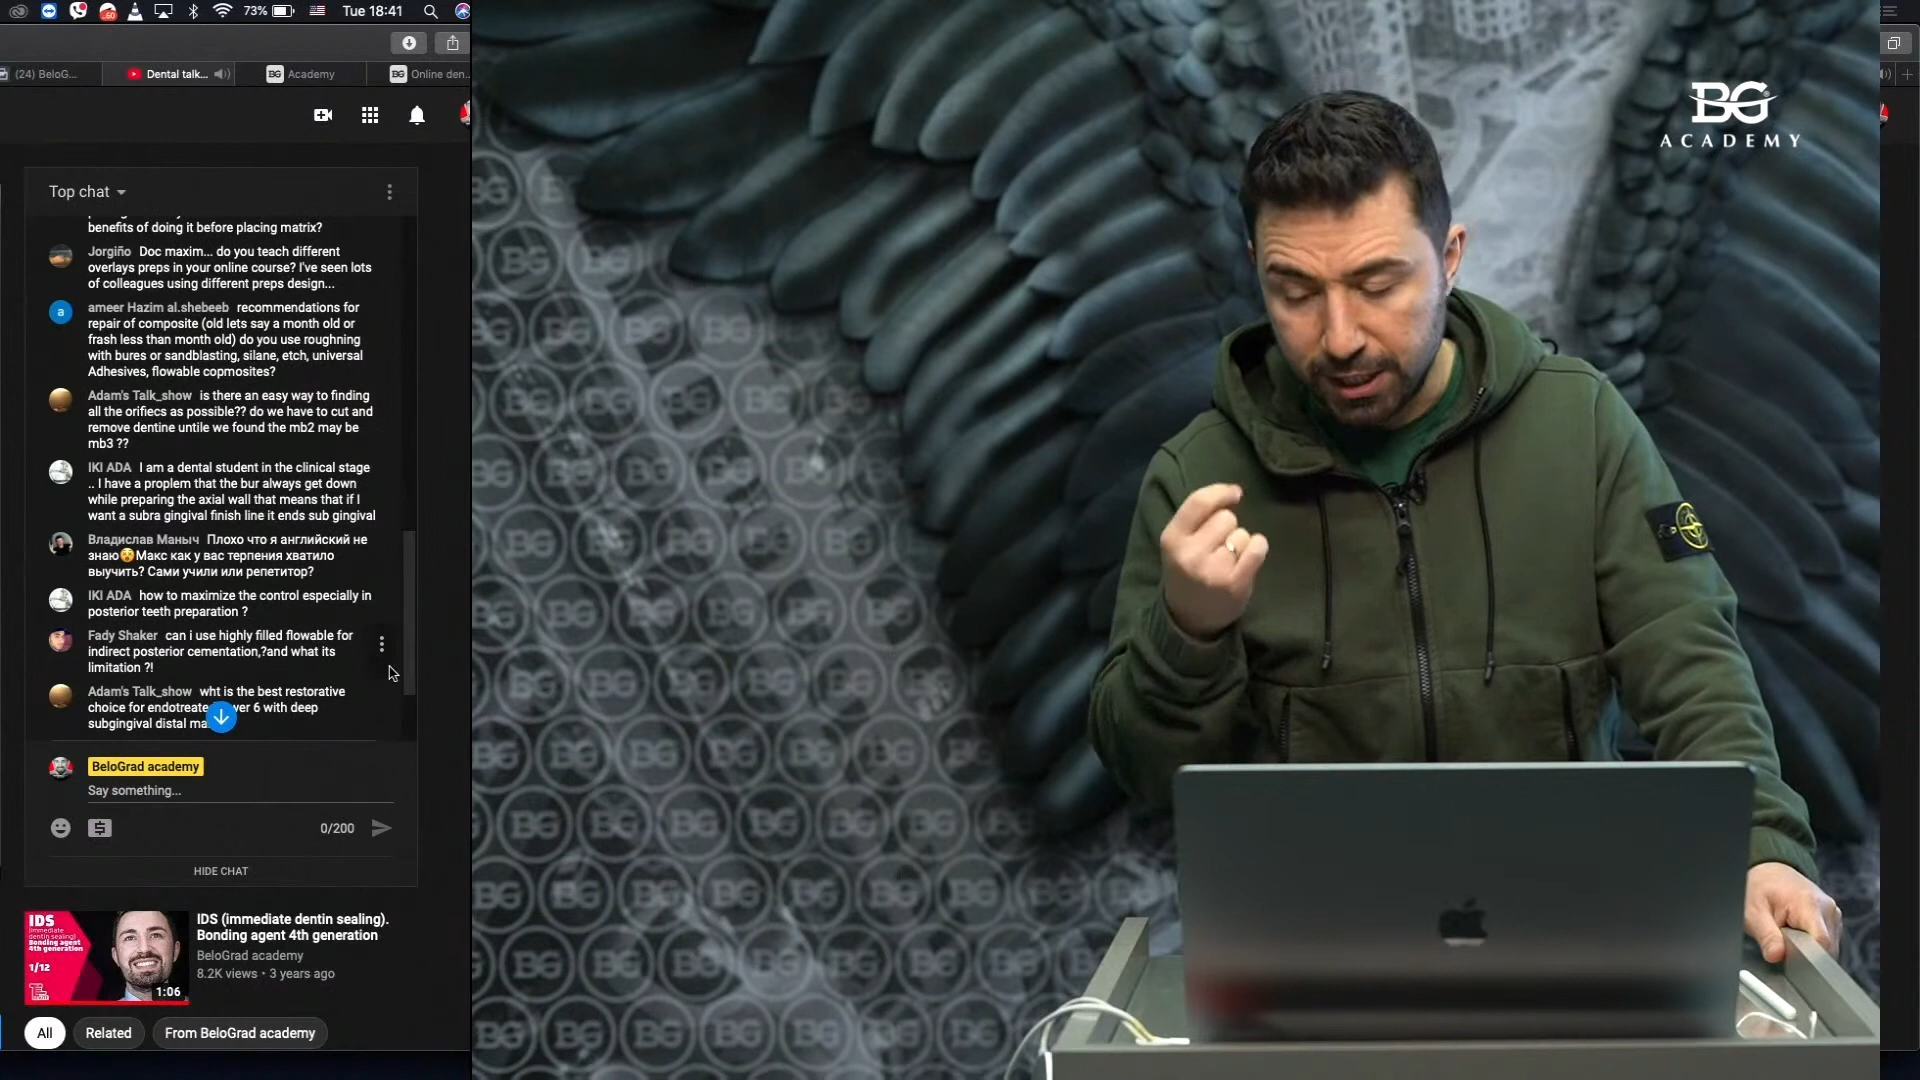 73%
Tue 18:41
(24) BeloG...
Dental talk...
BG Academy
BG Online den...
Top chat
benefits of doing it before placing matrix?
Jorgiño Doc maxim... do you teach different
overlays preps in your online course? I've seen lots
of colleagues using different preps design...
a
ameer Hazim al.shebeeb recommendations for
repair of composite (old lets say a month old or
frash less than month old) do you use roughning
with bures or sandblasting, silane, etch, universal
Adhesives, flowable copmosites?
Adam's Talk_show is there an easy way to finding
all the orifiecs as possible?? do we have to cut and
remove dentine untile we found the mb2 may be
mb3 ??
IKI ADA I am a dental student in the clinical stage
.. I have a proplem that the bur always get down
while preparing the axial wall that means that if I
want a subra gingival finish line it ends sub gingival
Владислав Маныч Плохо что я английский не
знаю😵Макс как у вас терпения хватило
выучить? Сами учили или репетитор?
IKI ADA how to maximize the control especially in
posterior teeth preparation ?
Fady Shaker can i use highly filled flowable for
indirect posterior cementation,?and what its
limitation ?!
Adam's Talk_show wht is the best restorative
choice for 6 with deep
subgingival distal
BeloGrad academy
Say something...
0/200
HIDE CHAT
IDS
(immediate
dentin sealing)
Bonding agent
4th generation
1/12
1:06
IDS (immediate dentin sealing).
Bonding agent 4th generation
BeloGrad academy
8.2K views • 3 years ago
All
Related
From BeloGrad academy
BG
ACADEMY